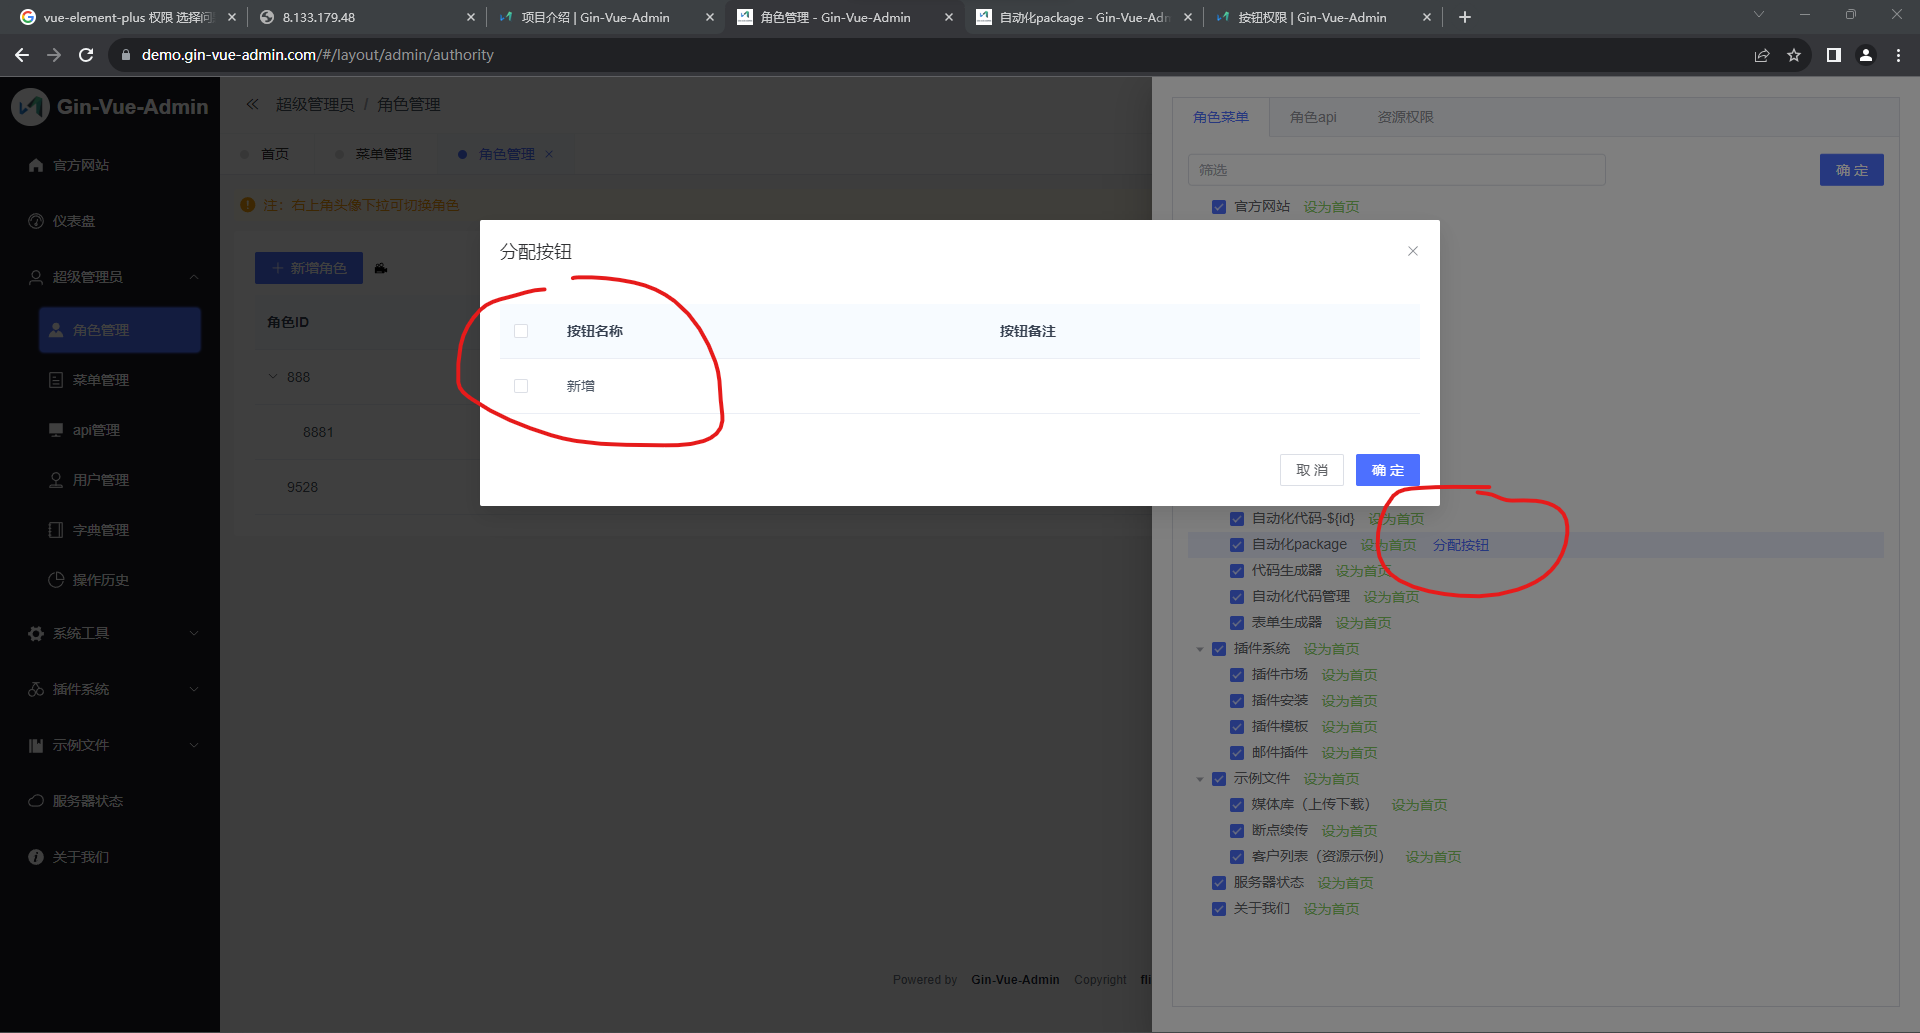 vue-element-plus 权限 选择问
8.133.179.48
项目介绍 | Gin-Vue-Admin
角色管理 - Gin-Vue-Admin
自动化package - Gin-Vue-Adn
按钮权限 | Gin-Vue-Admin
demo.gin-vue-admin.com/#/layout/admin/authority
Gin-Vue-Admin
官方网站
仪表盘
超级管理员
角色管理
菜单管理
api管理
用户管理
字典管理
操作历史
系统工具
插件系统
示例文件
服务器状态
关于我们
超级管理员 / 角色管理
首页 菜单管理 角色管理
注：右上角头像下拉可切换角色
新增角色
角色ID
888
8881
9528
分配按钮
按钮名称 按钮备注
新增
取 消 确 定
角色菜单 角色api 资源权限
筛选 确 定
官方网站 设为首页
自动化代码-${id} 设为首页
自动化package 设为首页 分配按钮
代码生成器 设为首页
自动化代码管理 设为首页
表单生成器 设为首页
插件系统 设为首页
插件市场 设为首页
插件安装 设为首页
插件模板 设为首页
邮件插件 设为首页
示例文件 设为首页
媒体库（上传下载） 设为首页
断点续传 设为首页
客户列表（资源示例） 设为首页
服务器状态 设为首页
关于我们 设为首页
Powered by Gin-Vue-Admin Copyright fli